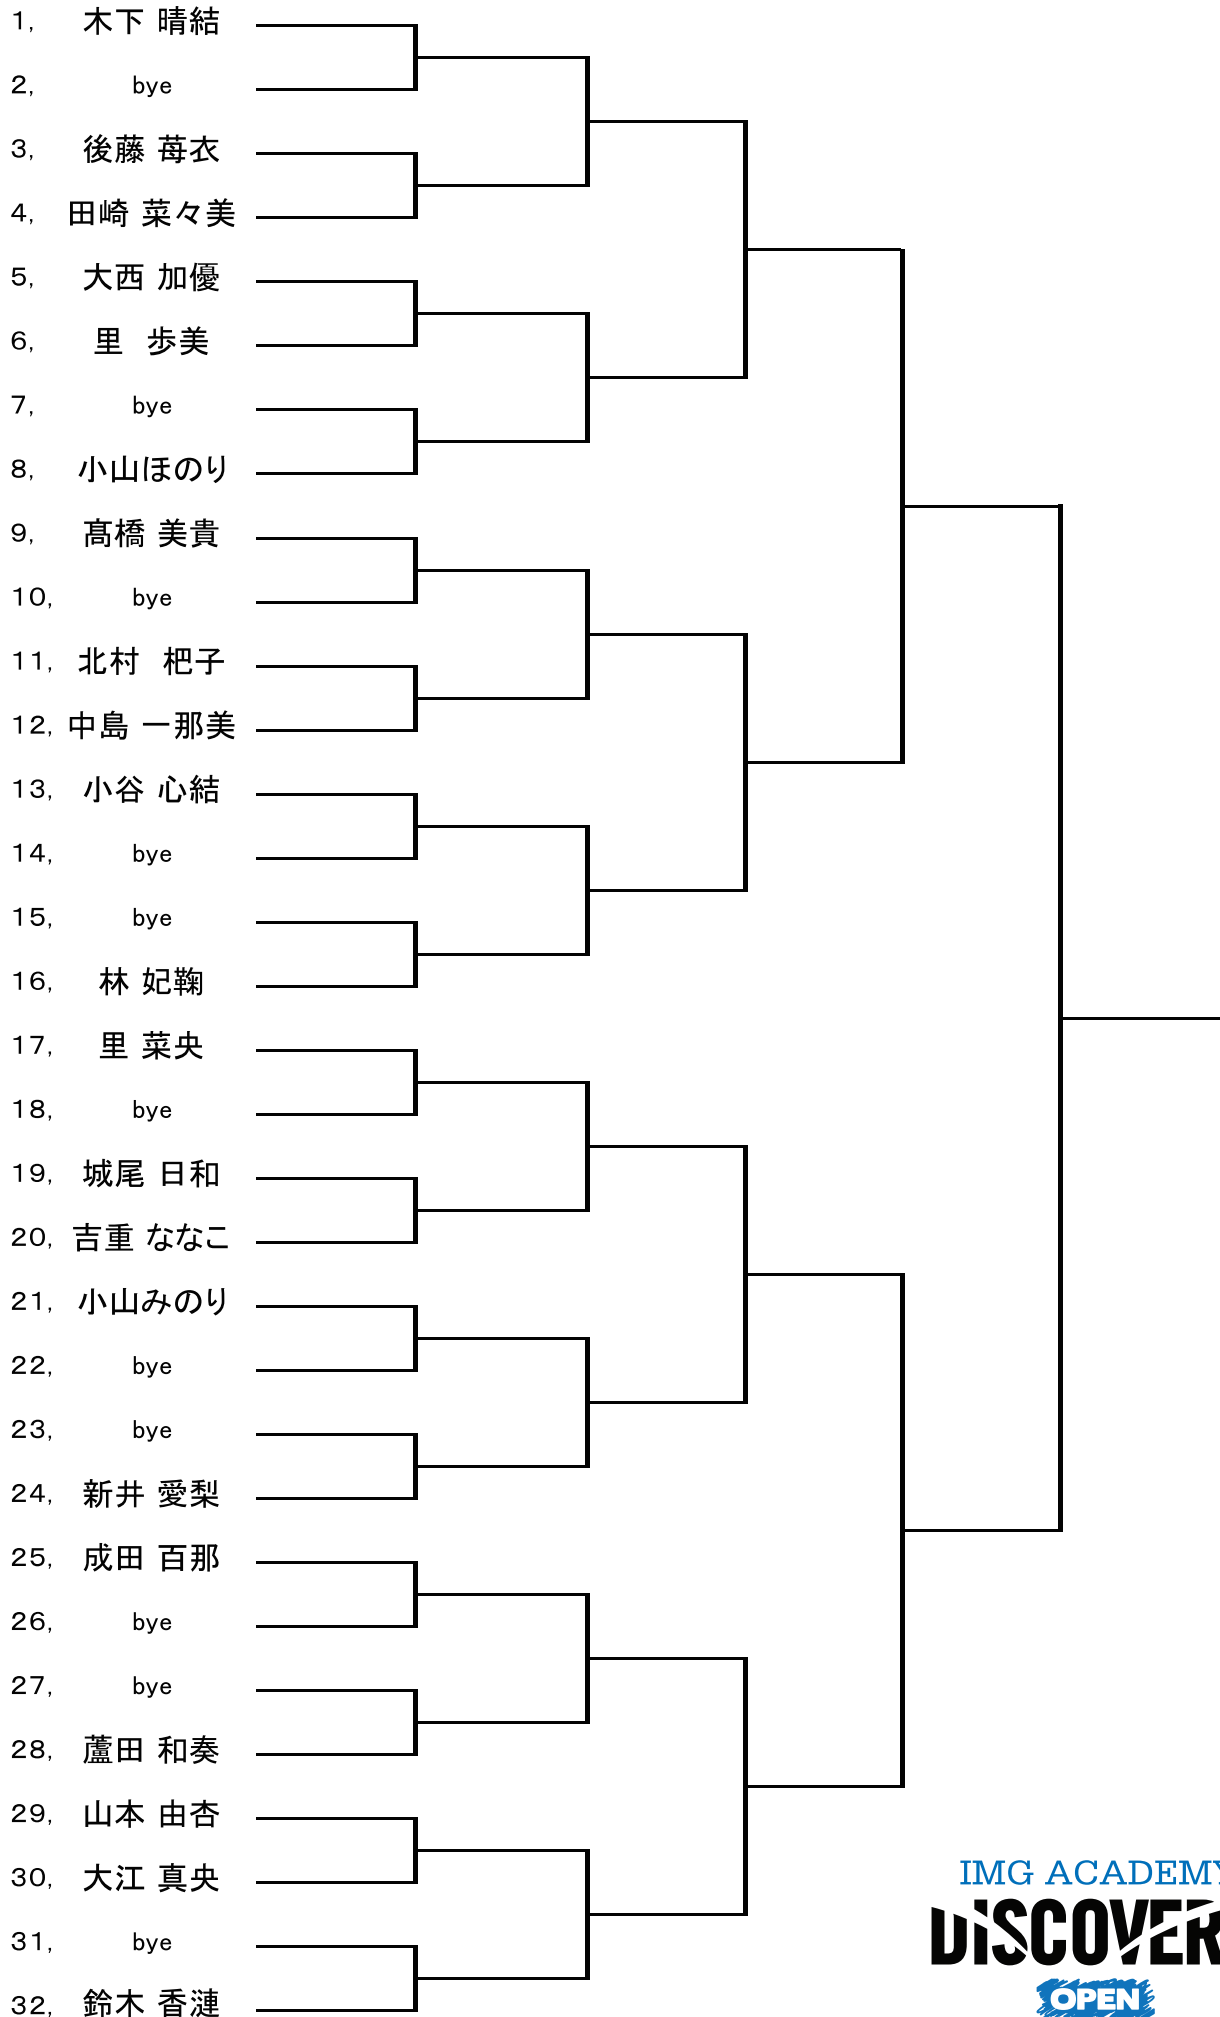 1, 木下 晴結
2, bye
3, 後藤 苺衣
4, 田崎 菜々美
5, 大西 加優
6, 里 歩美
7, bye
8, 小山ほのり
9, 髙橋 美貴
10, bye
11, 北村 杷子
12, 中島 一那美
13, 小谷 心結
14, bye
15, bye
16, 林 妃鞠
17, 里 菜央
18, bye
19, 城尾 日和
20, 吉重 ななこ
21, 小山みのり
22, bye
23, bye
24, 新井 愛梨
25, 成田 百那
26, bye
27, bye
28, 蘆田 和奏
29, 山本 由杏
30, 大江 真央
31, bye
32, 鈴木 香漣
IMG ACADEMY
DISCOVER
OPEN